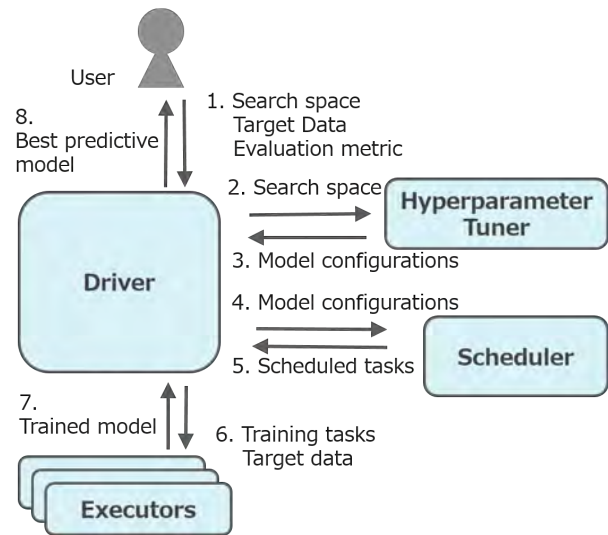 User
1. Search space
Target Data
Evaluation metric
8.
Best predictive
model
2. Search space
Hyperparameter
Tuner
3. Model configurations
Driver
4. Model configurations
Scheduler
5. Scheduled tasks
7.
Trained model
6. Training tasks
Target data
Executors